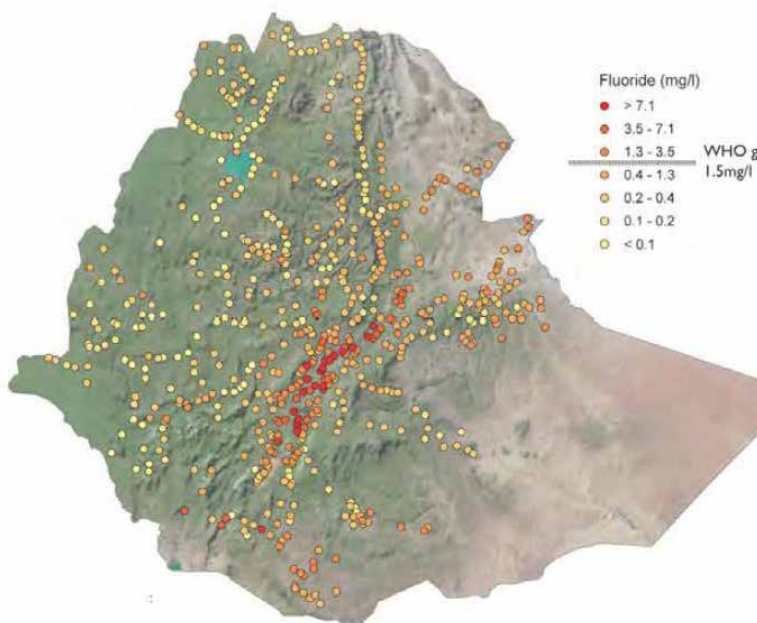 Fluoride (mg/l)
> 7.1
3.5 - 7.1
1.3 - 3.5
WHO g
1.5mg/l
0.4 - 1.3
0.2 - 0.4
0.1 - 0.2
< 0.1